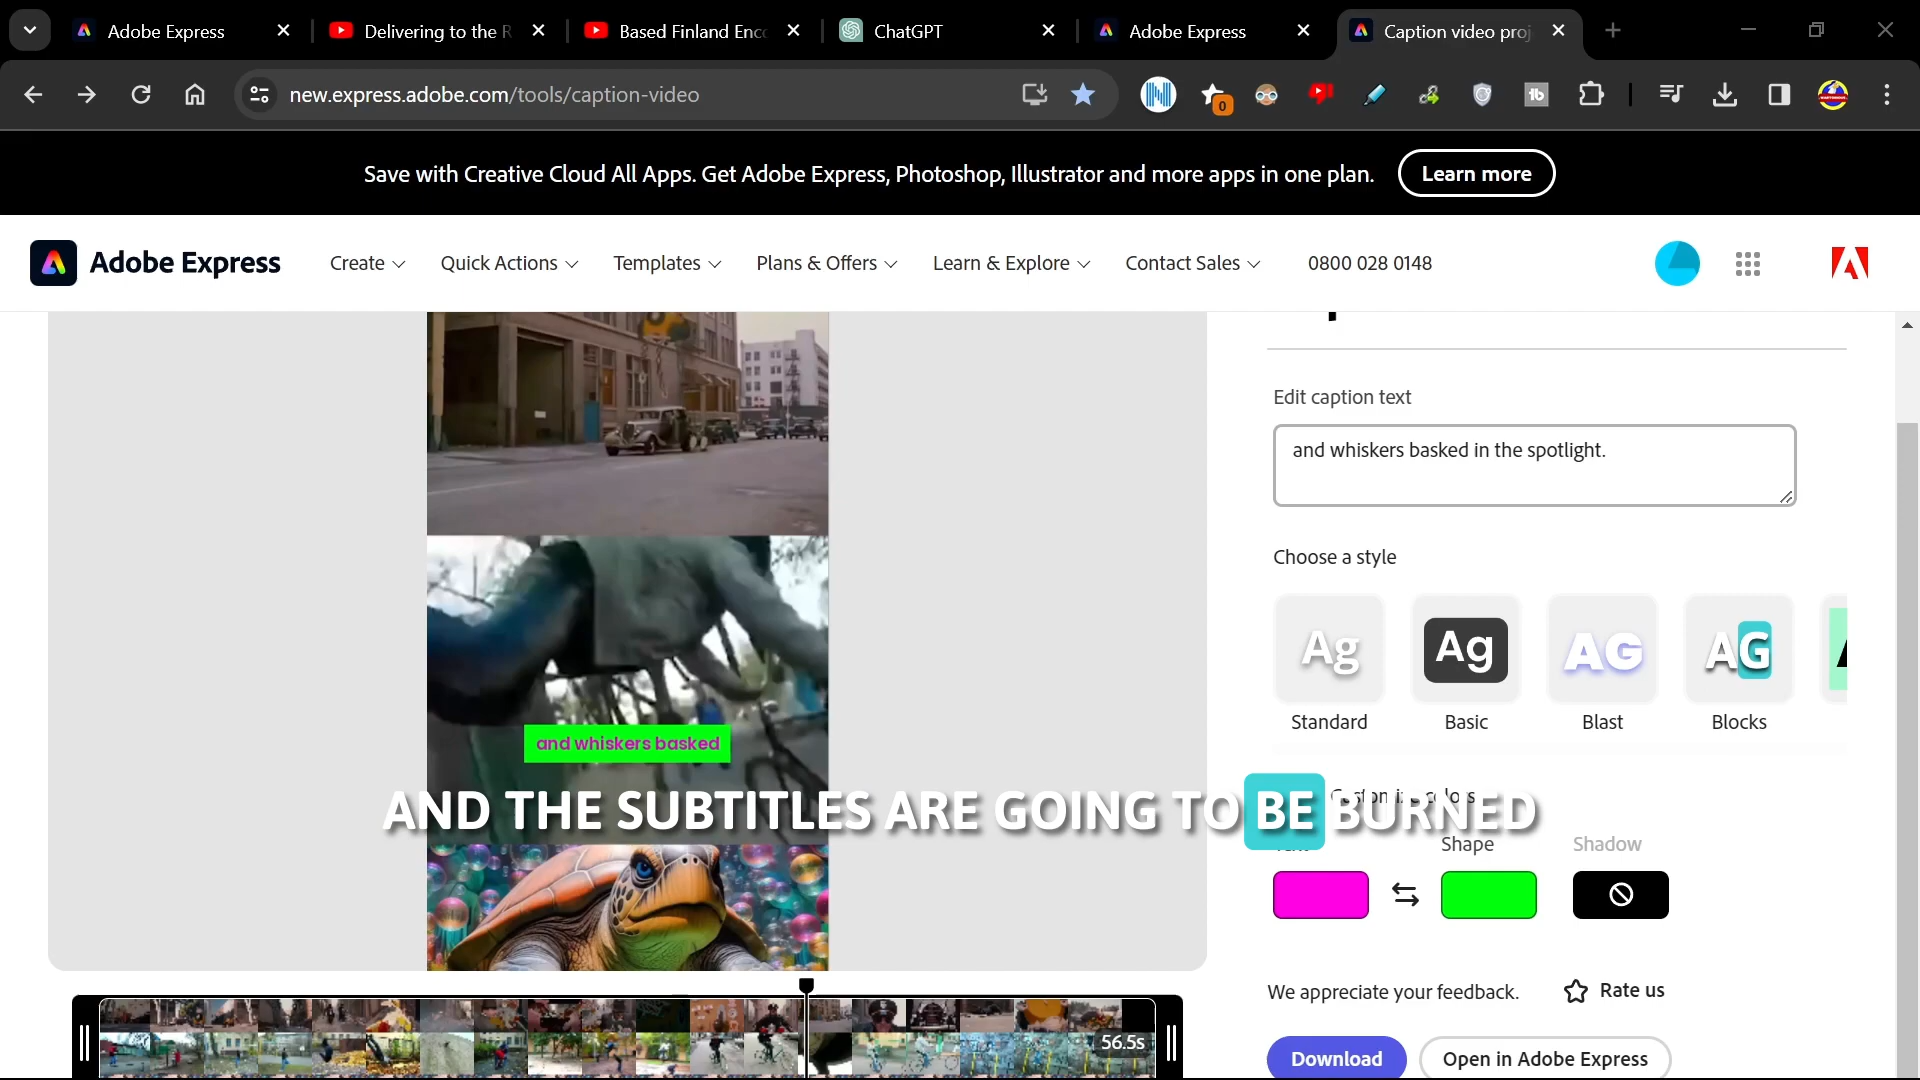 Adobe Express
Delivering to the R
Based Finland Enc
ChatGPT
Adobe Express
Caption video proj
new.express.adobe.com/tools/caption-video
0
Save with Creative Cloud All Apps. Get Adobe Express, Photoshop, Illustrator and more apps in one plan.
Learn more
Adobe Express
Create
Quick Actions
Templates
Plans & Offers
Learn & Explore
Contact Sales
0800 028 0148
Edit caption text
and whiskers basked in the spotlight.
Choose a style
Ag
Ag
AG
AG
Standard
Basic
Blast
Blocks
and whiskers basked
Customize colors
AND THE SUBTITLES ARE GOING TO BE BURNED
Shape
Shadow
We appreciate your feedback.
Rate us
56.5s
Download
Open in Adobe Express